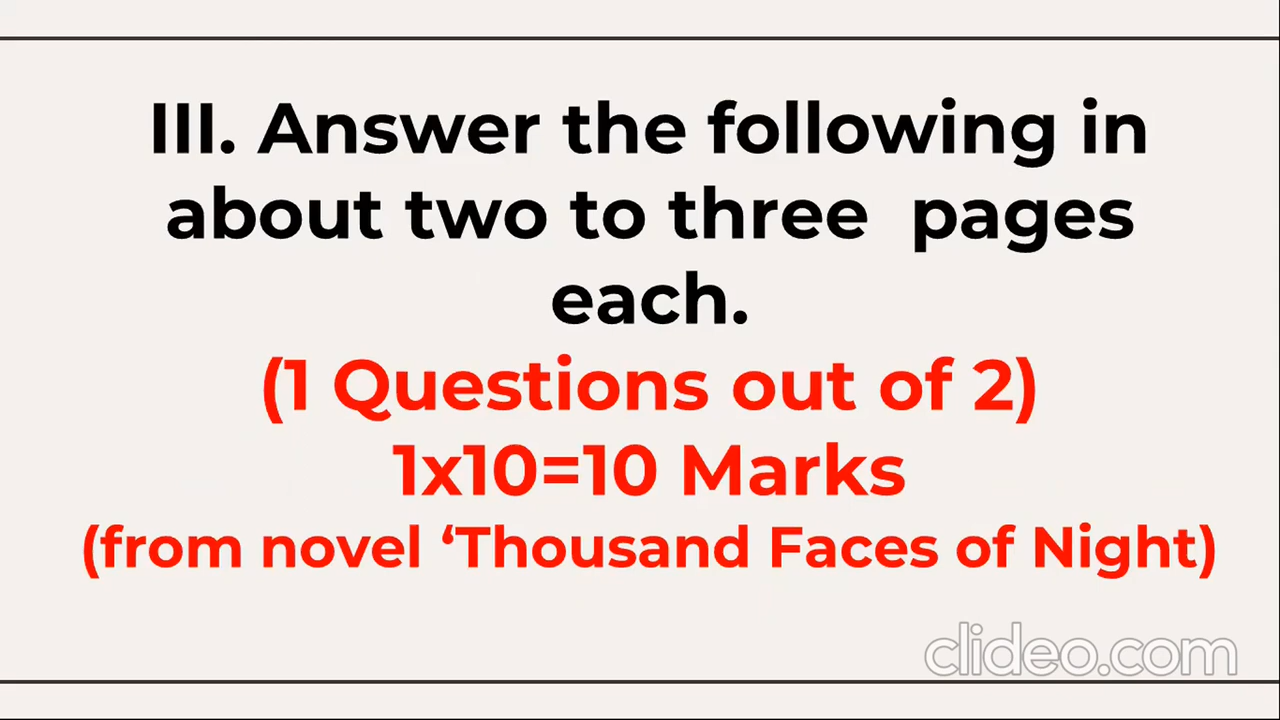 III. Answer the following in
about two to three pages
each.
(1 Questions out of 2)
1x10=10 Marks
(from novel ‘Thousand Faces of Night)
clideo.com